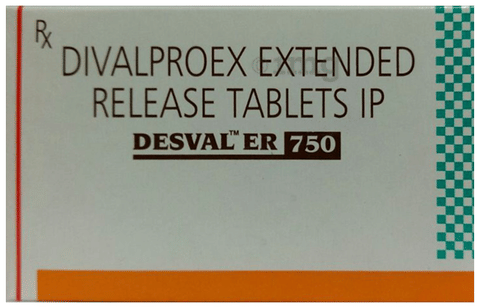 Rx
DIVALPROEX EXTENDED
RELEASE TABLETS IP
DESVAL™ ER 750